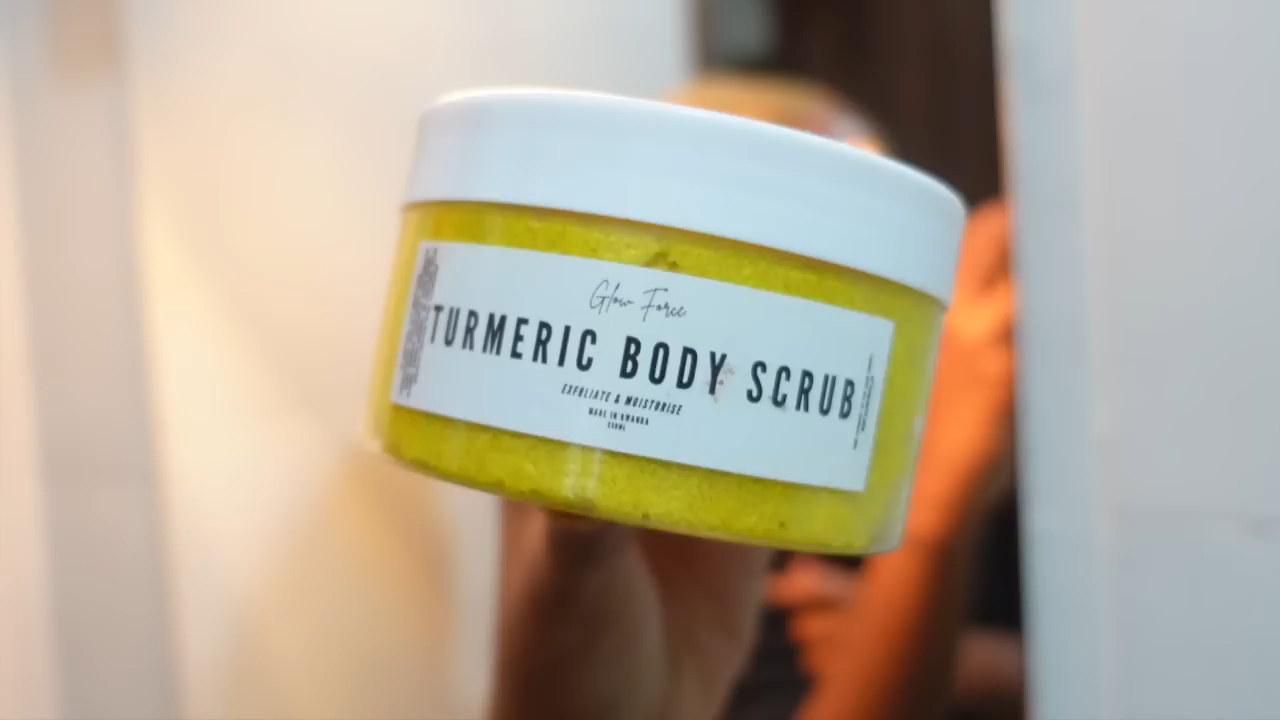 Glow Force
TURMERIC BODY SCRUB
EXFOLIATE & MOISTURISE
MADE IN RWANDA